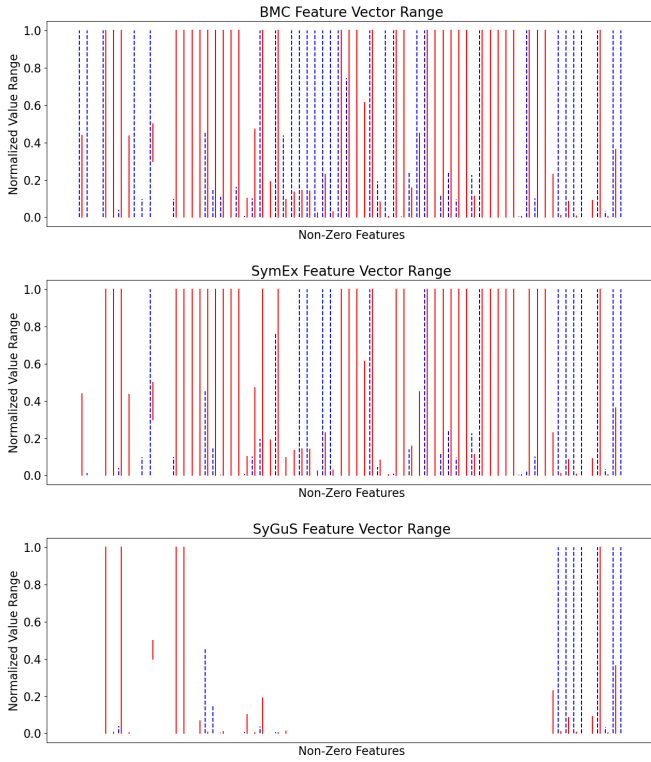 BMC Feature Vector Range
Normalized Value Range
1.0
0.8
0.6
0.4
0.2
0.0
Non-Zero Features
SymEx Feature Vector Range
Normalized Value Range
1.0
0.8
0.6
0.4
0.2
0.0
Non-Zero Features
SyGuS Feature Vector Range
Normalized Value Range
1.0
0.8
0.6
0.4
0.2
0.0
Non-Zero Features